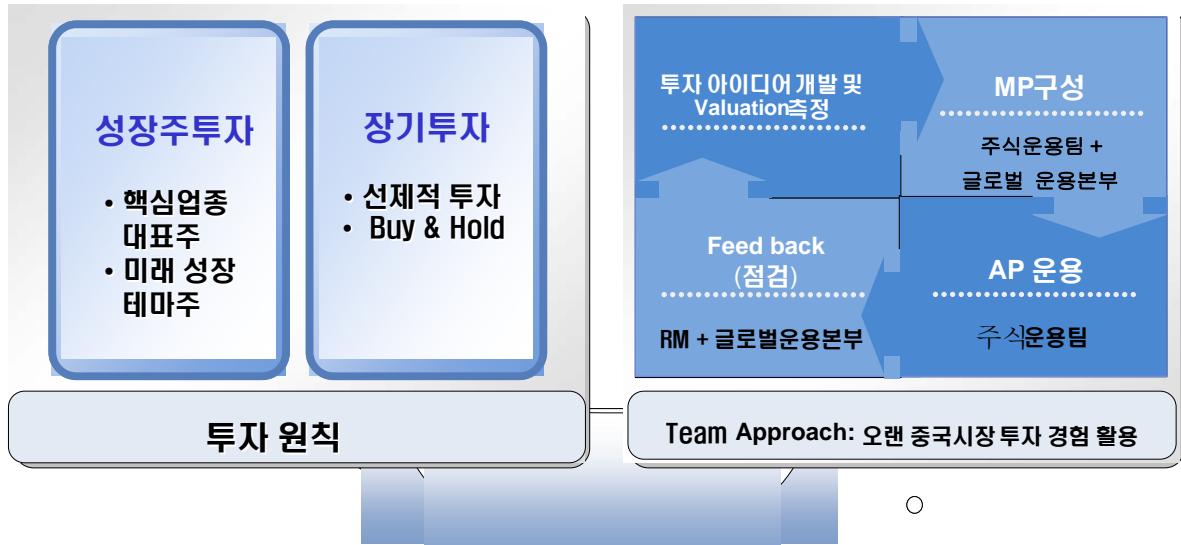 성장주투자
• 핵심업종
대표주
• 미래 성장
테마주
장기투자
• 선제적 투자
• Buy & Hold
투자 원칙
투자 아이디어 개발 및
Valuation측정
MP구성
주식운용팀 +
글로벌 운용본부
Feed back
(점검)
RM + 글로벌운용본부
AP 운용
주식운용팀
Team Approach: 오랜 중국시장 투자 경험 활용